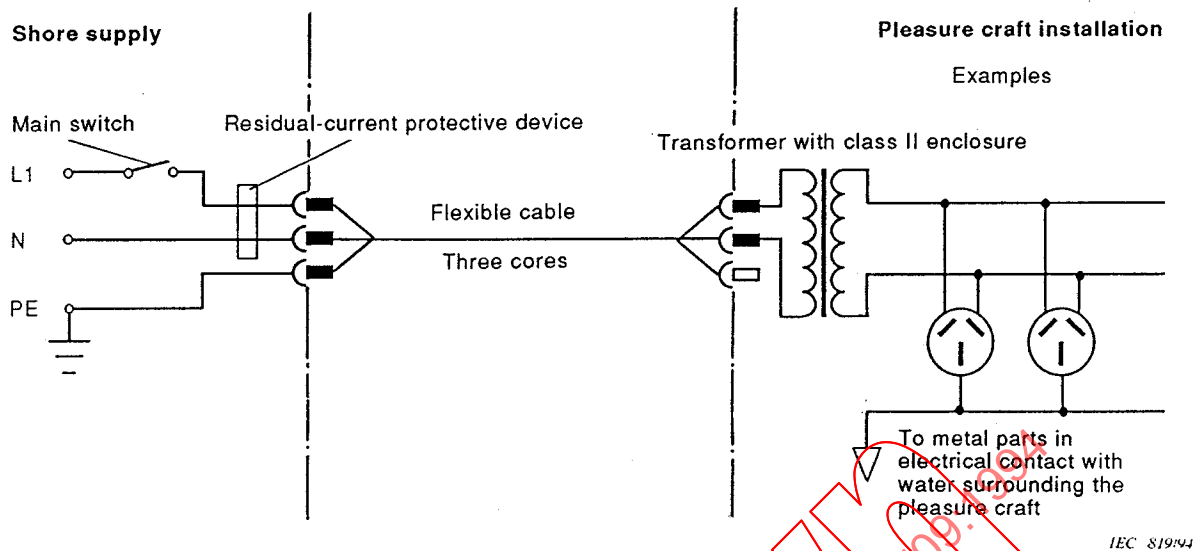 Shore supply
Pleasure craft installation
Examples
Main switch
Residual-current protective device
Transformer with class II enclosure
L1
Flexible cable
N
Three cores
PE
To metal parts in
electrical contact with
water surrounding the
pleasure craft
09:1994
IEC 819/94